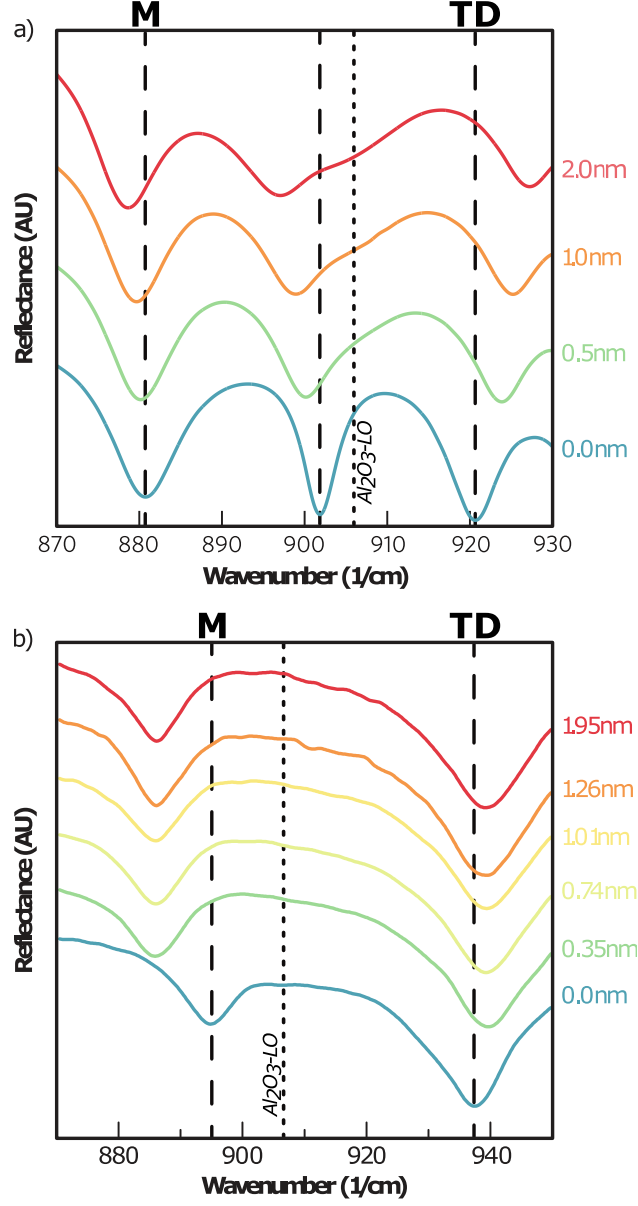 a)
M
TD
2.0nm
1.0nm
0.5nm
0.0nm
Al2O3-LO
Reflectance (AU)
870
880
890
900
910
920
930
Wavenumber (1/cm)
b)
M
TD
1.95nm
1.26nm
1.01nm
0.74nm
0.35nm
0.0nm
Al2O3-LO
Reflectance (AU)
880
900
920
940
Wavenumber (1/cm)